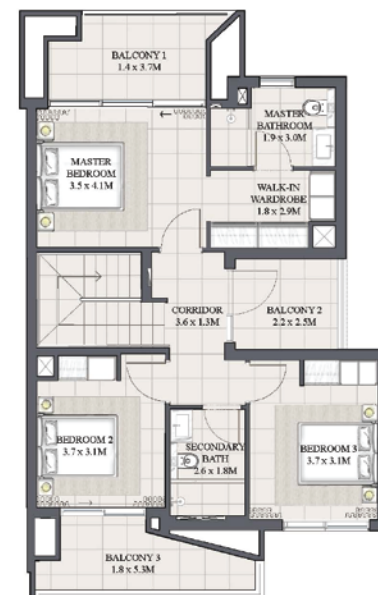 BALCONY 1
1.4 x 3.7M
MASTER
BATHROOM
1.9 x 3.0M
MASTER
BEDROOM
3.5 x 4.1M
WALK-IN
WARDROBE
1.8 x 2.9M
CORRIDOR
3.6 x 1.3M
BALCONY 2
2.2 x 2.5M
BEDROOM 2
3.7 x 3.1M
SECONDARY
BATH
2.6 x 1.8M
BEDROOM 3
3.7 x 3.1M
BALCONY 3
1.8 x 5.3M